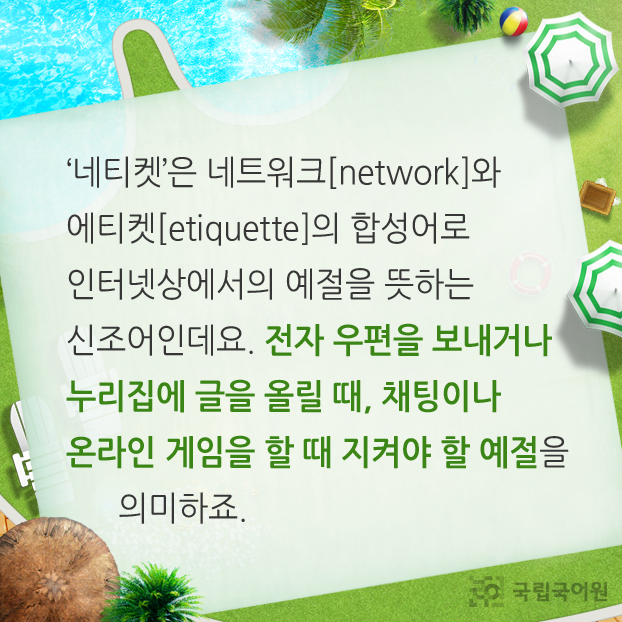 ‘네티켓’은 네트워크[network]와
에티켓[etiquette]의 합성어로
인터넷상에서의 예절을 뜻하는
신조어인데요. 전자 우편을 보내거나
누리집에 글을 올릴 때, 채팅이나
온라인 게임을 할 때 지켜야 할 예절을
의미하죠.
국립국어원